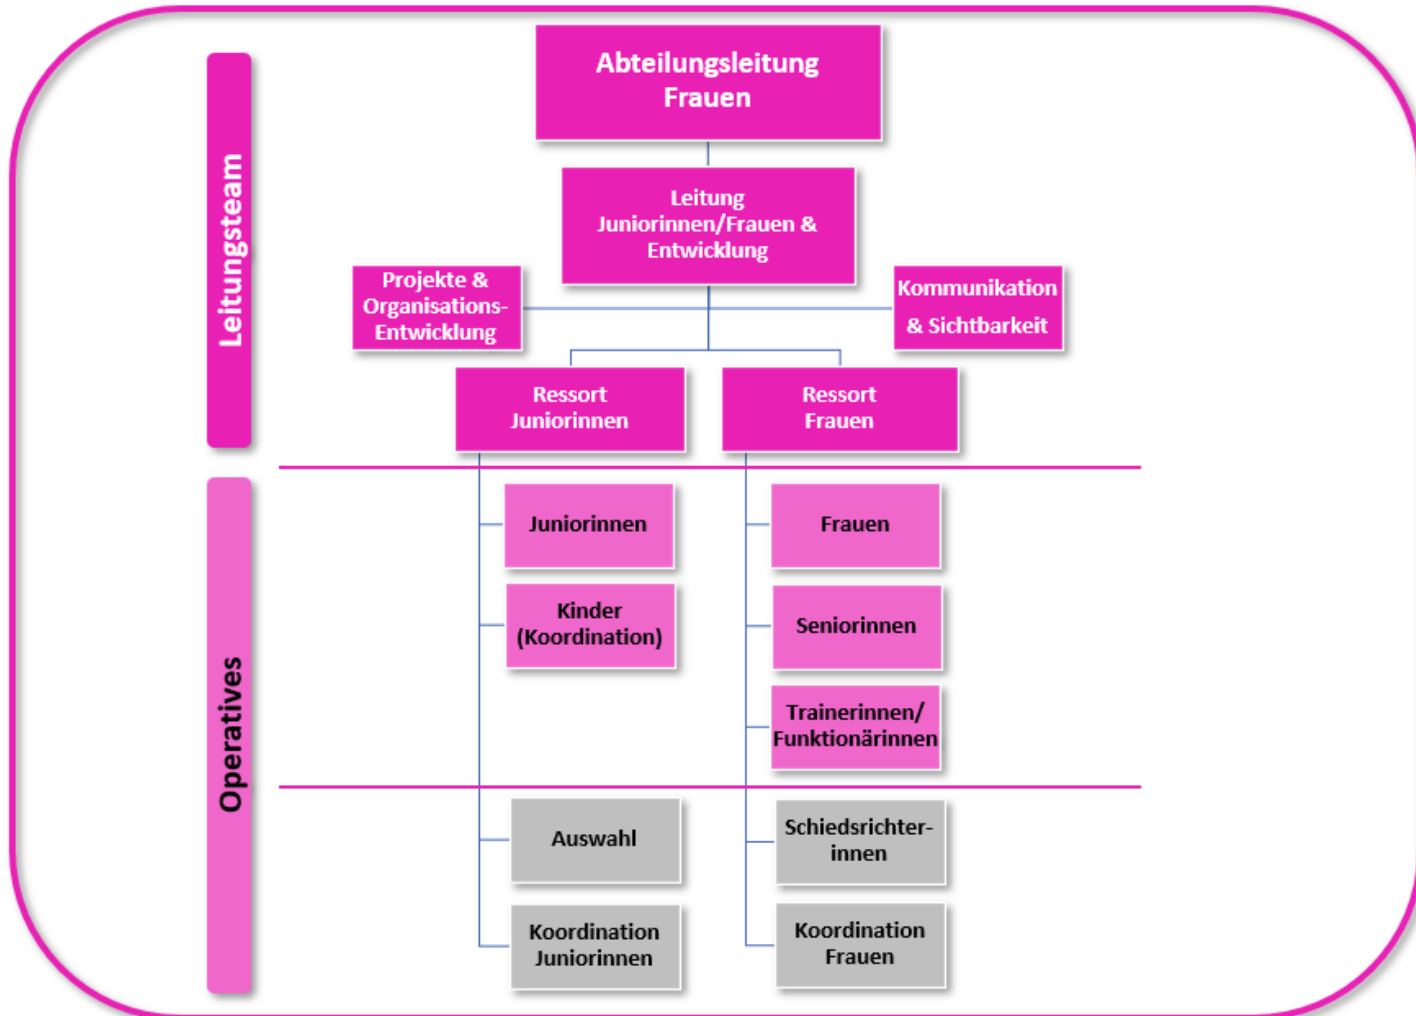 Abteilungsleitung
Frauen
Leitungsteam
Leitung
Juniorinnen/Frauen &
Entwicklung
Projekte &
Organisations-
Entwicklung
Kommunikation
& Sichtbarkeit
Ressort
Juniorinnen
Ressort
Frauen
Operatives
Juniorinnen
Frauen
Kinder
(Koordination)
Seniorinnen
Trainerinnen/
Funktionärinnen
Auswahl
Schiedsrichter-
innen
Koordination
Juniorinnen
Koordination
Frauen